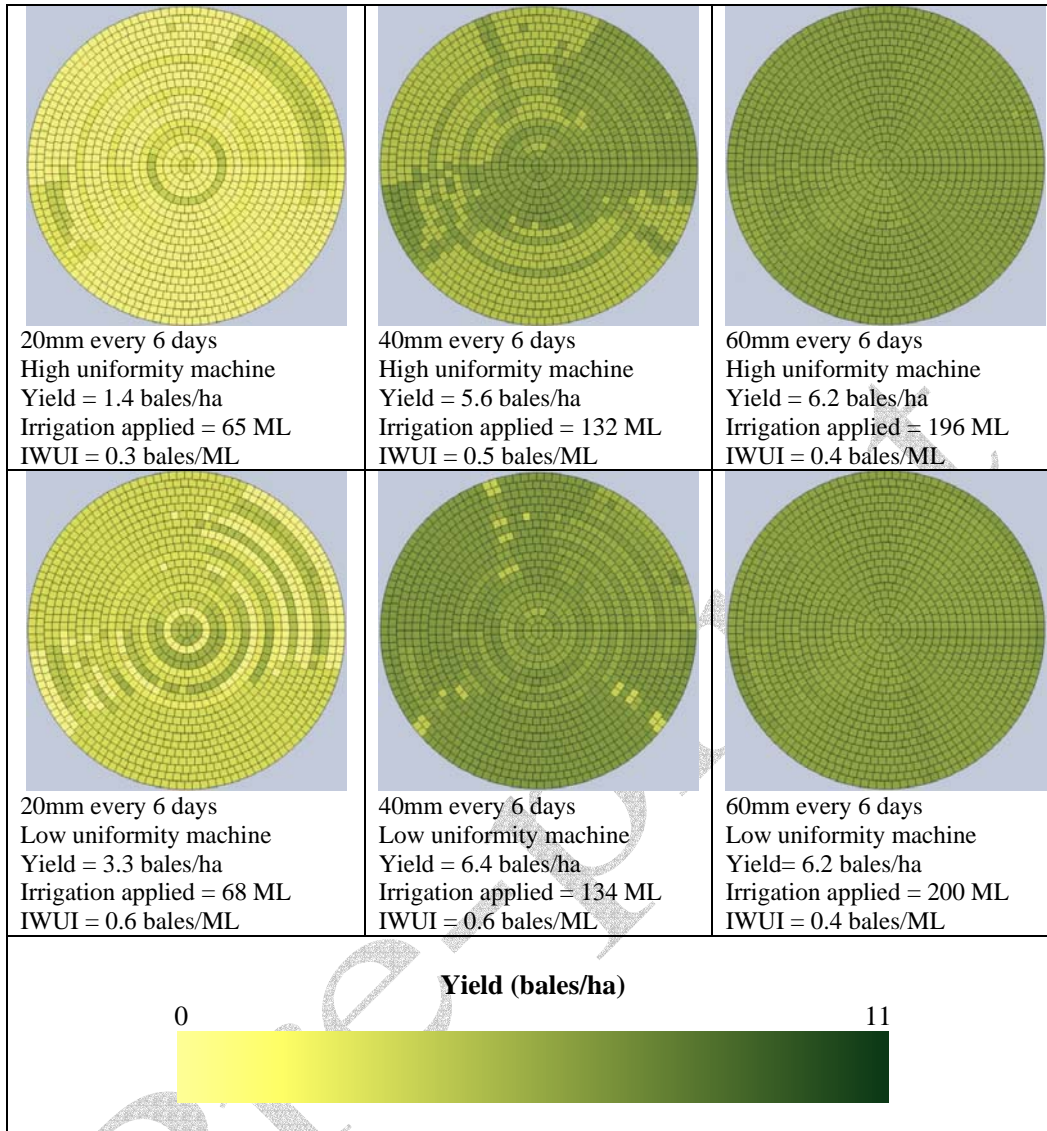 20mm every 6 days
High uniformity machine
Yield = 1.4 bales/ha
Irrigation applied = 65 ML
IWUI = 0.3 bales/ML
40mm every 6 days
High uniformity machine
Yield = 5.6 bales/ha
Irrigation applied = 132 ML
IWUI = 0.5 bales/ML
60mm every 6 days
High uniformity machine
Yield = 6.2 bales/ha
Irrigation applied = 196 ML
IWUI = 0.4 bales/ML
20mm every 6 days
Low uniformity machine
Yield = 3.3 bales/ha
Irrigation applied = 68 ML
IWUI = 0.6 bales/ML
40mm every 6 days
Low uniformity machine
Yield = 6.4 bales/ha
Irrigation applied = 134 ML
IWUI = 0.6 bales/ML
60mm every 6 days
Low uniformity machine
Yield= 6.2 bales/ha
Irrigation applied = 200 ML
IWUI = 0.4 bales/ML
Yield (bales/ha)
0 11